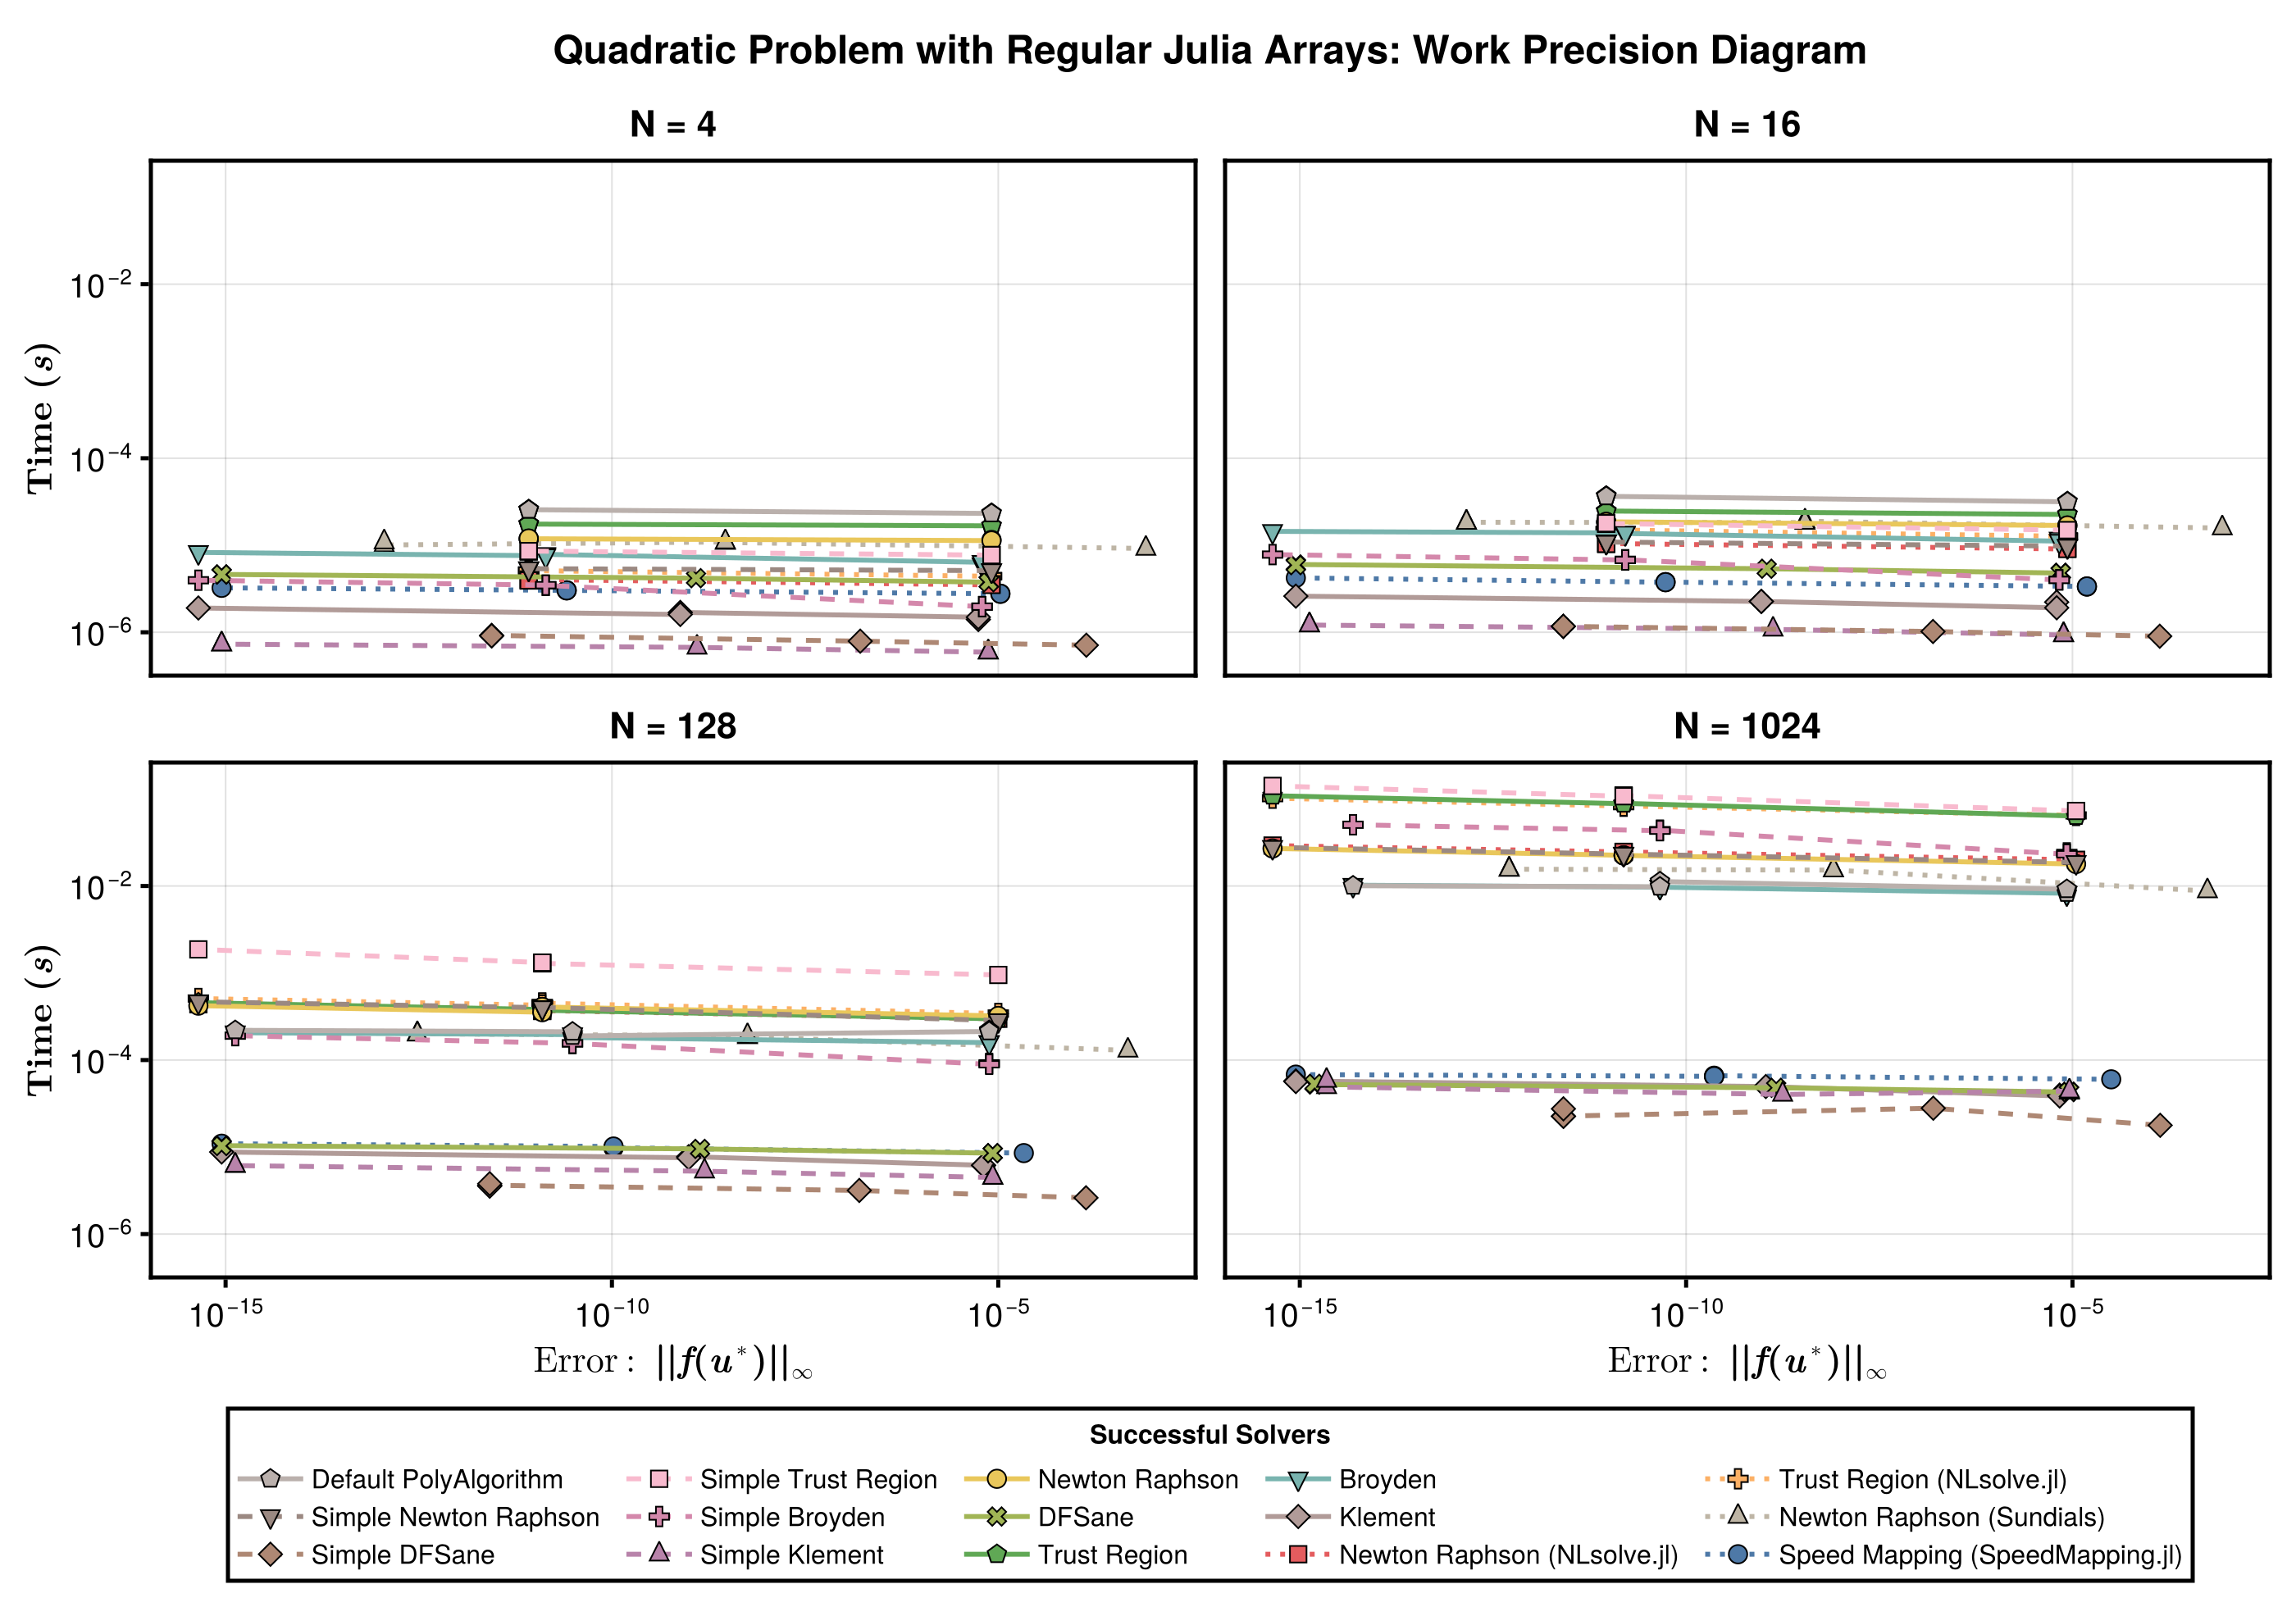 Quadratic Problem with Regular Julia Arrays: Work Precision Diagram
N = 4
N = 16
Time (s)
10⁻²
10⁻⁴
10⁻⁶
N = 128
N = 1024
Time (s)
10⁻²
10⁻⁴
10⁻⁶
10⁻¹⁵ 10⁻¹⁰ 10⁻⁵
10⁻¹⁵ 10⁻¹⁰ 10⁻⁵
Error: ||f(u*)||∞
Error: ||f(u*)||∞
Successful Solvers
Default PolyAlgorithm Simple Trust Region Newton Raphson Broyden Trust Region (NLsolve.jl)
Simple Newton Raphson Simple Broyden DFSane Klement Newton Raphson (Sundials)
Simple DFSane Simple Klement Trust Region Newton Raphson (NLsolve.jl) Speed Mapping (SpeedMapping.jl)